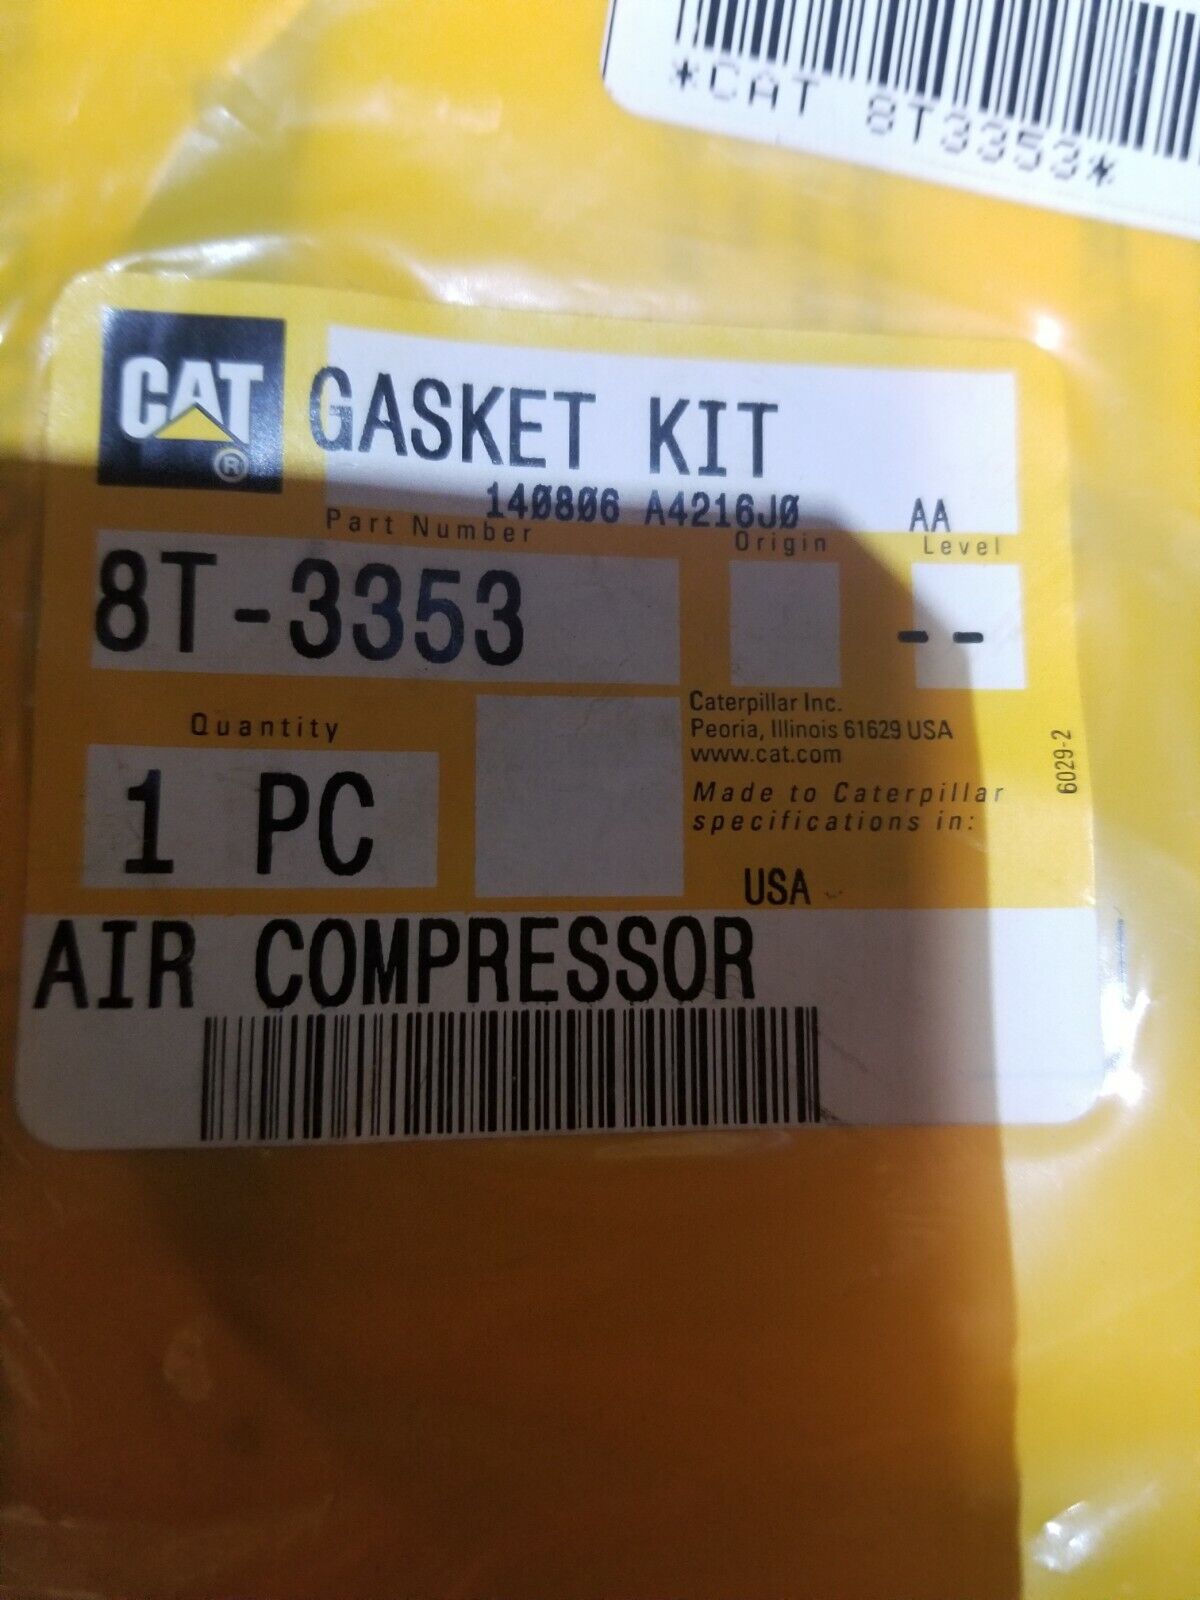 *CAT 8T3353*
CAT
®
GASKET KIT
140806 A4216J0 AA
Part Number Origin Level
8T-3353 --
Quantity
1 PC
Caterpillar Inc.
Peoria, Illinois 61629 USA
www.cat.com
Made to Caterpillar
specifications in:
USA
6029-2
AIR COMPRESSOR